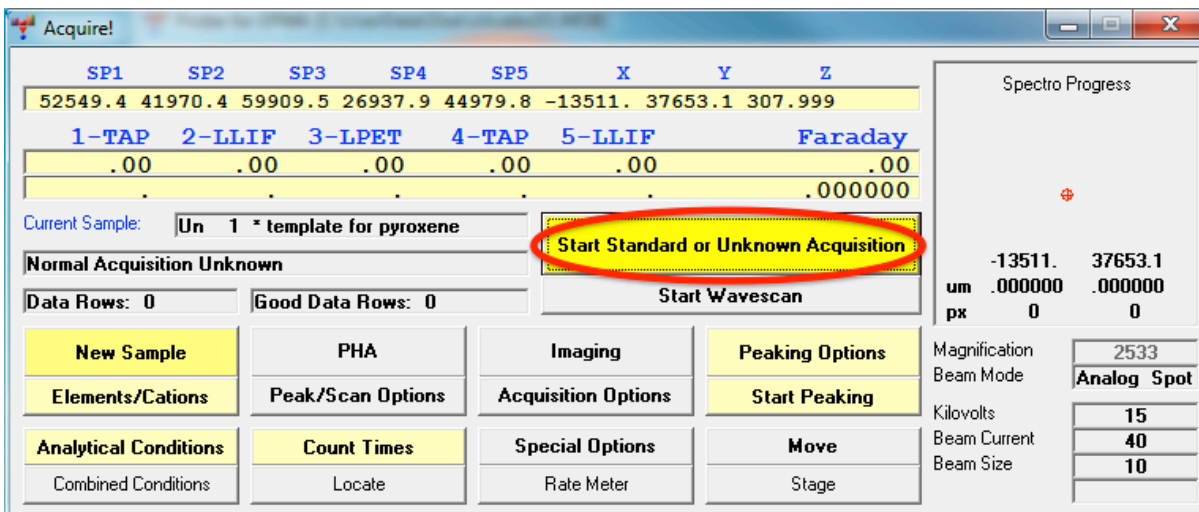 Acquire!
SP1 SP2 SP3 SP4 SP5 X Y Z
52549.4 41970.4 59909.5 26937.9 44979.8 -13511. 37653.1 307.999
1-TAP 2-LLIF 3-LPET 4-TAP 5-LLIF Faraday
.00 .00 .00 .00 .00 .00
. . . . . .000000
Current Sample: Un 1 * template for pyroxene
Normal Acquisition Unknown
Start Standard or Unknown Acquisition
Data Rows: 0 Good Data Rows: 0 Start Wavescan
New Sample PHA Imaging Peaking Options
Elements/Cations Peak/Scan Options Acquisition Options Start Peaking
Analytical Conditions Count Times Special Options Move
Combined Conditions Locate Rate Meter Stage
Spectro Progress
-13511. 37653.1
um .000000 .000000
px 0 0
Magnification 2533
Beam Mode Analog Spot
Kilovolts 15
Beam Current 40
Beam Size 10